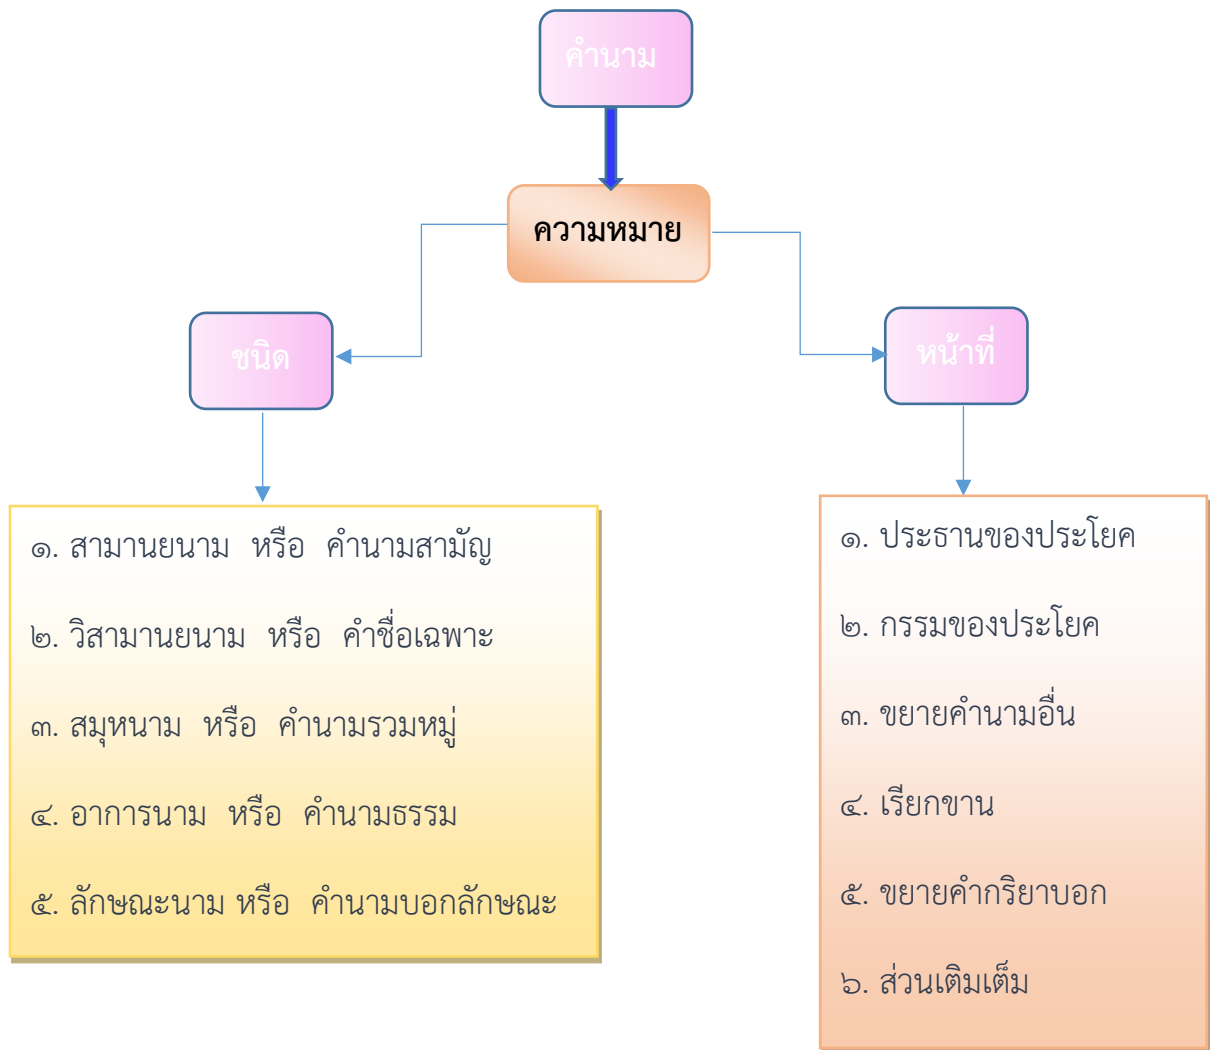 คำนาม
ความหมาย
ชนิด
หน้าที่
๑. สามานยนาม หรือ คำนามสามัญ
๒. วิสามานยนาม หรือ คำชื่อเฉพาะ
๓. สมุหนาม หรือ คำนามรวมหมู่
๔. อาการนาม หรือ คำนามธรรม
๕. ลักษณะนาม หรือ คำนามบอกลักษณะ
๑. ประธานของประโยค
๒. กรรมของประโยค
๓. ขยายคำนามอื่น
๔. เรียกขาน
๕. ขยายคำกริยาบอก
๖. ส่วนเติมเต็ม